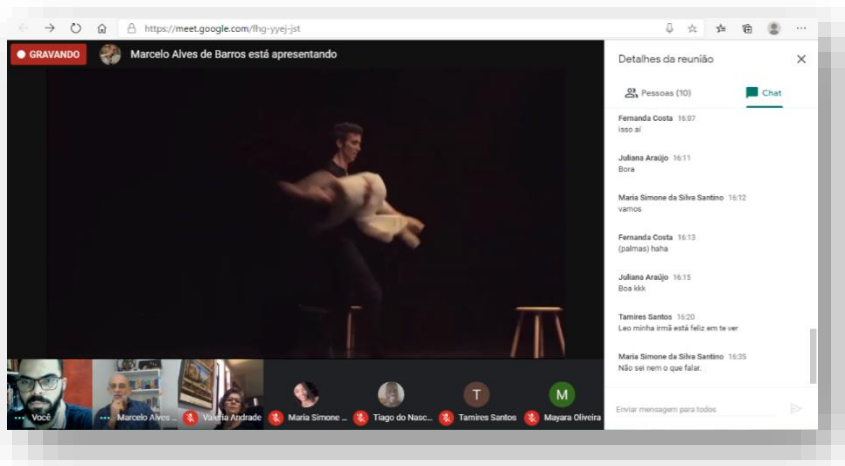 https://meet.google.com/fhg-yyej-jst
GRAVANDO
Marcelo Alves de Barros está apresentando
Detalhes da reunião
Pessoas (10)
Chat
Fernanda Costa 16:07
isso aí
Juliana Araújo 16:11
Bora
Maria Simone da Silva Santino 16:12
vamos
Fernanda Costa 16:13
(palmas) haha
Juliana Araújo 16:15
Boa kkk
Tamires Santos 16:20
Leo minha irmã está feliz em te ver
Maria Simone da Silva Santino 16:35
Não sei nem o que falar.
Enviar mensagem para todos
Você
Marcelo Alves ...
Valéria Andrade
Maria Simone ...
Tiago do Nasc...
T
Tamires Santos
M
Mayara Oliveira